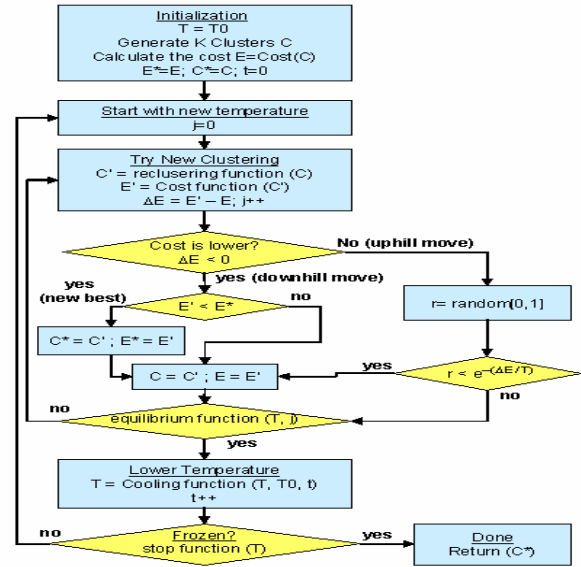 Initialization
T = T0
Generate K Clusters C
Calculate the cost E=Cost(C)
E*=E; C*=C; t=0
Start with new temperature
j=0
Try New Clustering
C' = reclusering function (C)
E' = Cost function (C')
ΔE = E' – E; j++
Cost is lower?
ΔE < 0
No (uphill move)
yes (downhill move)
yes
(new best)
E' < E*
no
r= random[0,1]
C* = C' ; E* = E'
C = C' ; E = E'
yes
r < e–(ΔE/T)
no
no
equilibrium function (T, j)
yes
Lower Temperature
T = Cooling function (T, T0, t)
t++
no
Frozen?
stop function (T)
yes
Done
Return (C*)